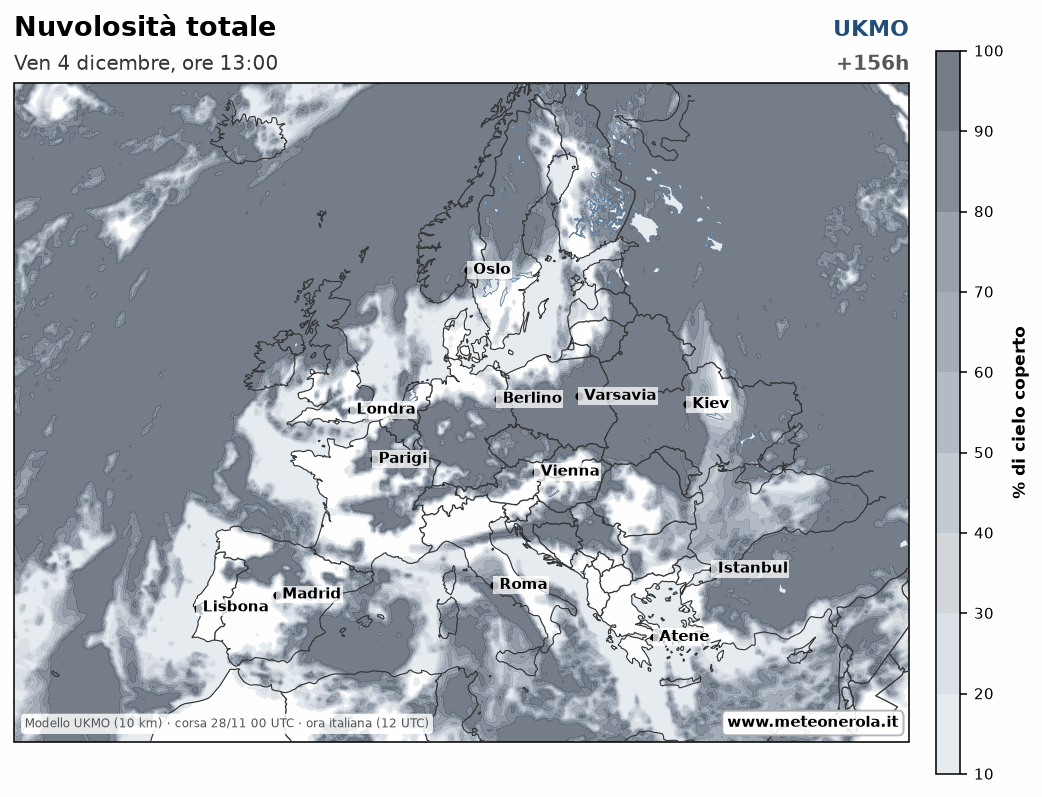 Nuvolosità totale
UKMO
Ven 4 dicembre, ore 13:00
+156h
100
90
80
70
60
50
40
30
20
10
% di cielo coperto
Oslo
Londra
Berlino
Varsavia
Kiev
Parigi
Vienna
Istanbul
Roma
Madrid
Lisbona
Atene
Modello UKMO (10 km) · corsa 28/11 00 UTC · ora italiana (12 UTC)
www.meteonerola.it